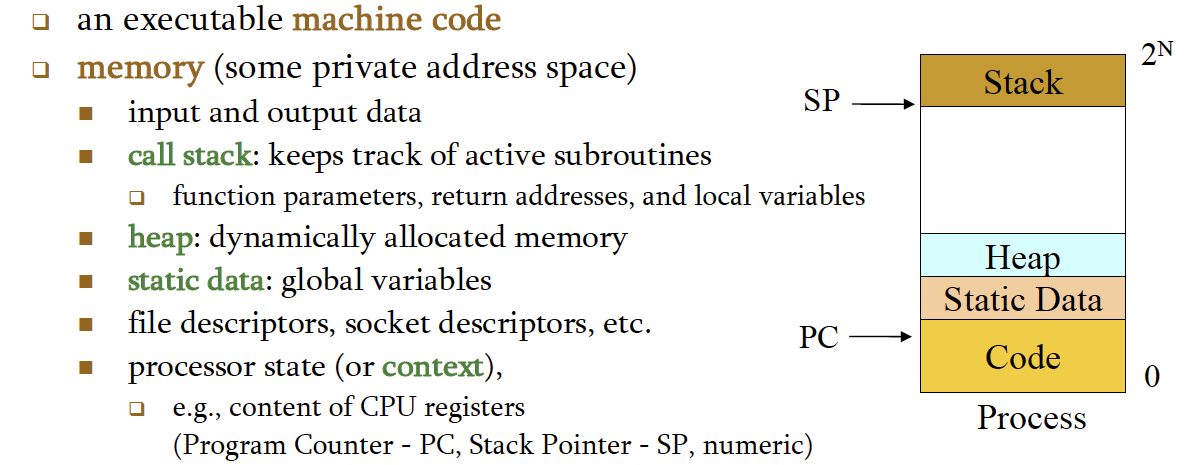 an executable machine code
memory (some private address space)
input and output data
call stack: keeps track of active subroutines
function parameters, return addresses, and local variables
heap: dynamically allocated memory
static data: global variables
file descriptors, socket descriptors, etc.
processor state (or context),
e.g., content of CPU registers
(Program Counter - PC, Stack Pointer - SP, numeric)
2^N
Stack
SP
Heap
Static Data
PC
Code
0
Process